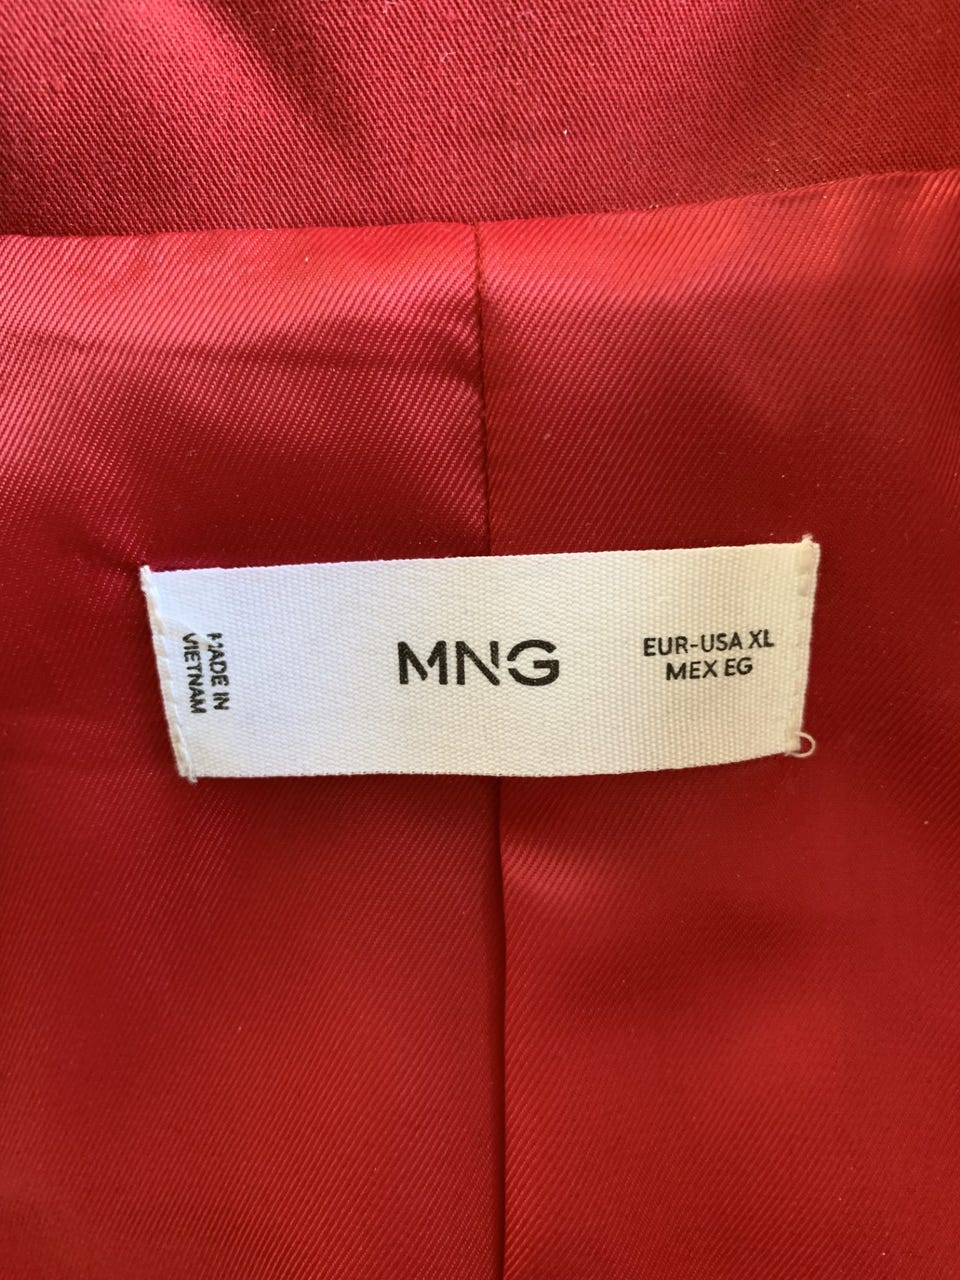 MADE IN
VIETNAM
MNG
EUR-USA XL
MEX EG